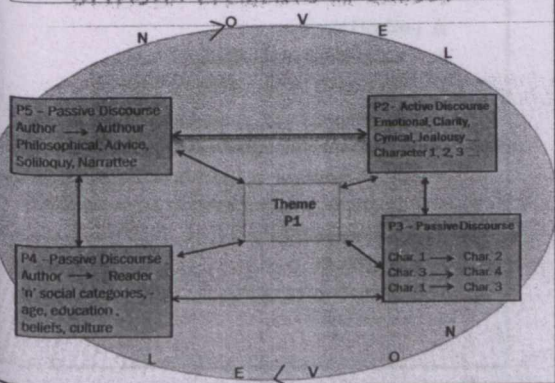 N O V E L
P5 - Passive Discourse
Author → Authour
Philosophical, Advice,
Soliloquy, Narrattee
P2- Active Discourse
Emotional, Clarity,
Cynical, Jealousy...
Character 1, 2, 3
Theme
P1
P3 - Passive Discourse
Char. 1 → Char. 2
Char. 3 → Char. 4
Char. 1 → Char. 3
P4 -Passive Discourse
Author → Reader
'n' social categories,-
age, education,
beliefs, culture
N O V E L